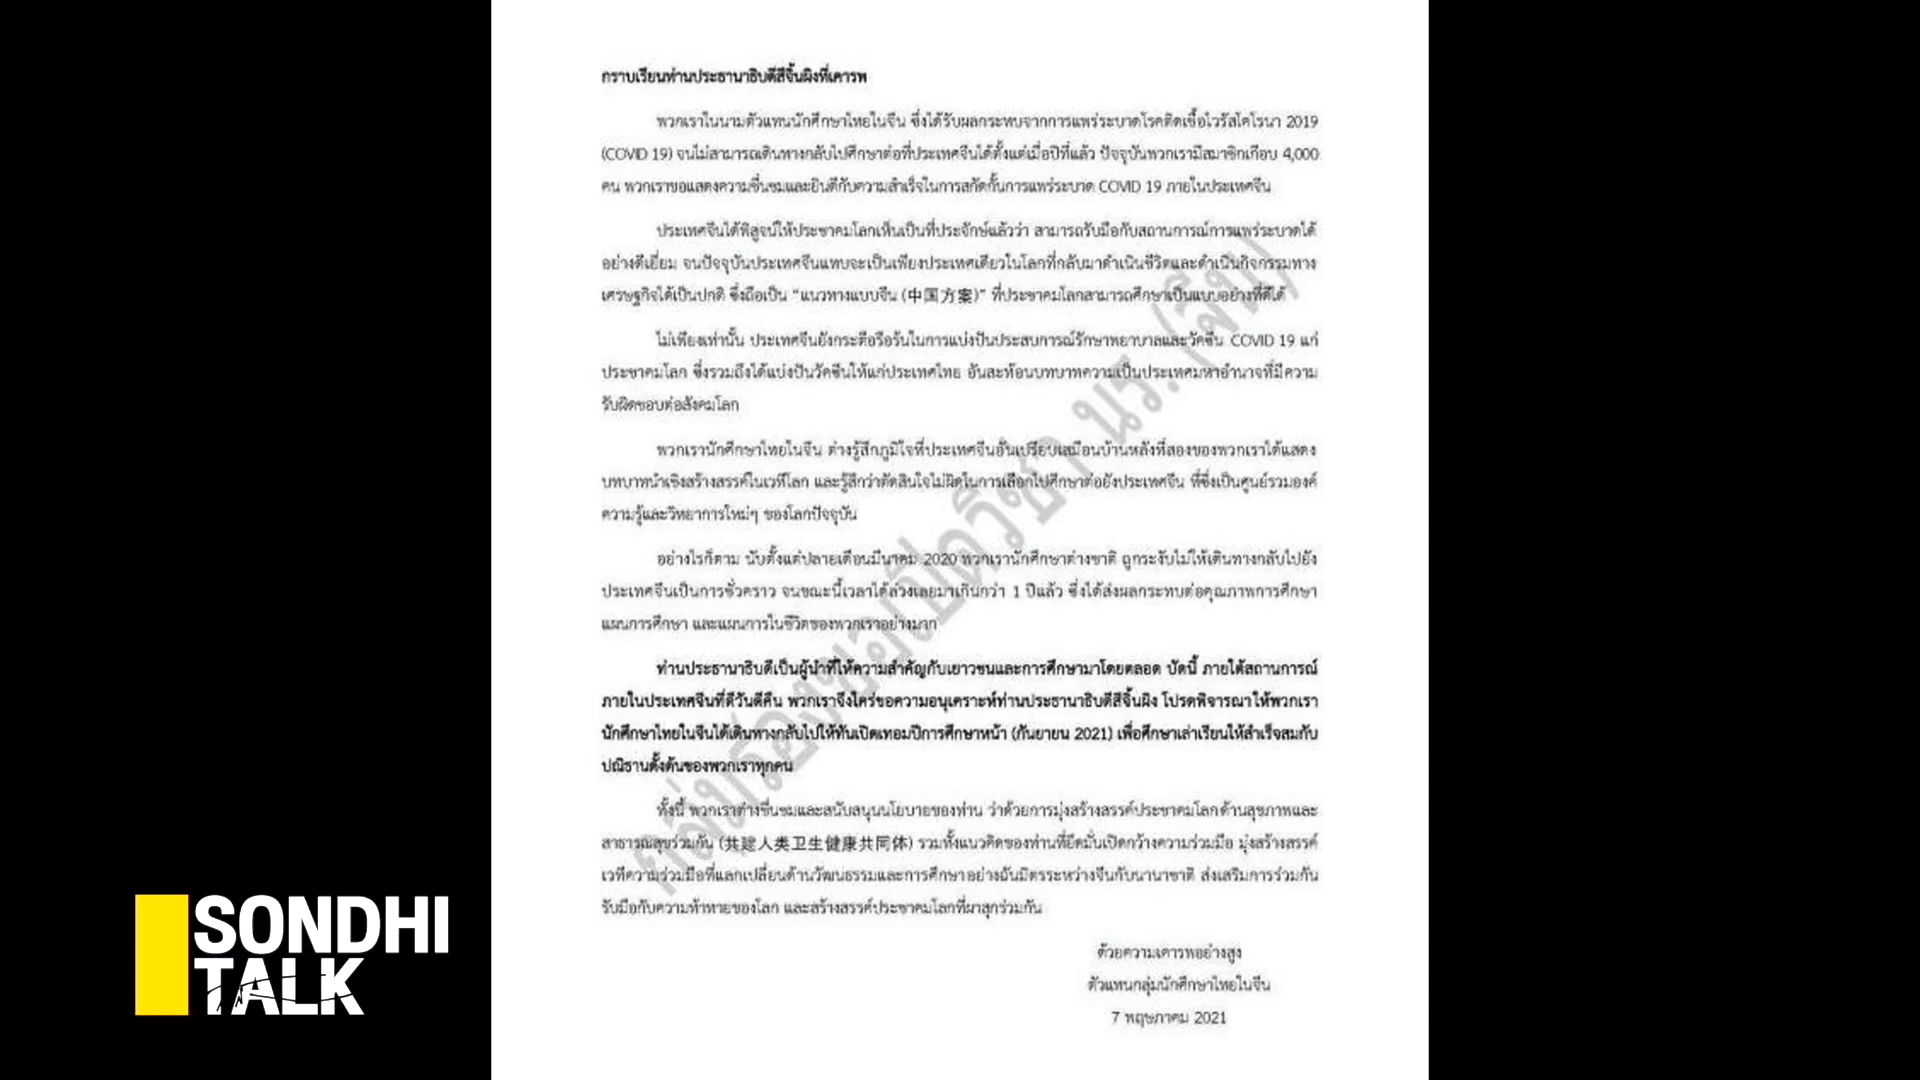 กราบเรียนท่านประธานาธิบดีสีจิ้นผิงที่เคารพ
พวกเราในนามตัวแทนนักศึกษาไทยในจีน ซึ่งได้รับผลกระทบจากการแพร่ระบาดโรคติดเชื้อไวรัสโคโรนา 2019
(COVID 19) จนไม่สามารถเดินทางกลับไปศึกษาต่อที่ประเทศจีนได้ตั้งแต่เมื่อปีที่แล้ว ปัจจุบันพวกเรามีสมาชิกเกือบ 4,000
คน พวกเราขอแสดงความชื่นชมและยินดีกับความสำเร็จในการสกัดกั้นการแพร่ระบาด COVID 19 ภายในประเทศจีน
ประเทศจีนได้พิสูจน์ให้ประชาคมโลกเห็นเป็นที่ประจักษ์แล้วว่า สามารถรับมือกับสถานการณ์การแพร่ระบาดได้
อย่างดีเยี่ยม จนปัจจุบันประเทศจีนแทบจะเป็นเพียงประเทศเดียวในโลกที่กลับมาดำเนินชีวิตและดำเนินกิจกรรมทาง
เศรษฐกิจได้เป็นปกติ ซึ่งถือเป็น “แนวทางแบบจีน (中国方案)” ที่ประชาคมโลกสามารถศึกษาเป็นแบบอย่างที่ดีได้
ไม่เพียงเท่านั้น ประเทศจีนยังกระตือรือร้นในการแบ่งปันประสบการณ์รักษาพยาบาลและวัคซีน COVID 19 แก่
ประชาคมโลก ซึ่งรวมถึงได้แบ่งปันวัคซีนให้แก่ประเทศไทย อันสะท้อนบทบาทความเป็นประเทศมหาอำนาจที่มีความ
รับผิดชอบต่อสังคมโลก
พวกเรานักศึกษาไทยในจีน ต่างรู้สึกภูมิใจที่ประเทศจีนอันเปรียบเสมือนบ้านหลังที่สองของพวกเราได้แสดง
บทบาทนำเชิงสร้างสรรค์ในเวทีโลก และรู้สึกว่าตัดสินใจไม่ผิดในการเลือกไปศึกษาต่อยังประเทศจีน ที่ซึ่งเป็นศูนย์รวมองค์
ความรู้และวิทยาการใหม่ๆ ของโลกปัจจุบัน
อย่างไรก็ตาม นับตั้งแต่ปลายเดือนมีนาคม 2020 พวกเรานักศึกษาต่างชาติ ถูกระงับไม่ให้เดินทางกลับไปยัง
ประเทศจีนเป็นการชั่วคราว จนขณะนี้เวลาได้ล่วงเลยมาเกินกว่า 1 ปีแล้ว ซึ่งได้ส่งผลกระทบต่อคุณภาพการศึกษา
แผนการศึกษา และแผนการในชีวิตของพวกเราอย่างมาก
ท่านประธานาธิบดีเป็นผู้นำที่ให้ความสำคัญกับเยาวชนและการศึกษามาโดยตลอด บัดนี้ ภายใต้สถานการณ์
ภายในประเทศจีนที่ดีวันดีคืน พวกเราจึงใคร่ขอความอนุเคราะห์ท่านประธานาธิบดีสีจิ้นผิง โปรดพิจารณาให้พวกเรา
นักศึกษาไทยในจีนได้เดินทางกลับไปให้ทันเปิดเทอมปีการศึกษาหน้า (กันยายน 2021) เพื่อศึกษาเล่าเรียนให้สำเร็จสมกับ
ปณิธานตั้งต้นของพวกเราทุกคน
ทั้งนี้ พวกเราต่างชื่นชมและสนับสนุนนโยบายของท่าน ว่าด้วยการมุ่งสร้างสรรค์ประชาคมโลกด้านสุขภาพและ
สาธารณสุขร่วมกัน (共建人类卫生健康共同体) รวมทั้งแนวคิดของท่านที่ยึดมั่นเปิดกว้างความร่วมมือ มุ่งสร้างสรรค์
เวทีความร่วมมือที่แลกเปลี่ยนด้านวัฒนธรรมและการศึกษาอย่างฉันมิตรระหว่างจีนกับนานาชาติ ส่งเสริมการร่วมกัน
รับมือกับความท้าทายของโลก และสร้างสรรค์ประชาคมโลกที่ผาสุกร่วมกัน
ด้วยความเคารพอย่างสูง
ตัวแทนกลุ่มนักศึกษาไทยในจีน
7 พฤษภาคม 2021
SONDHI
TALK